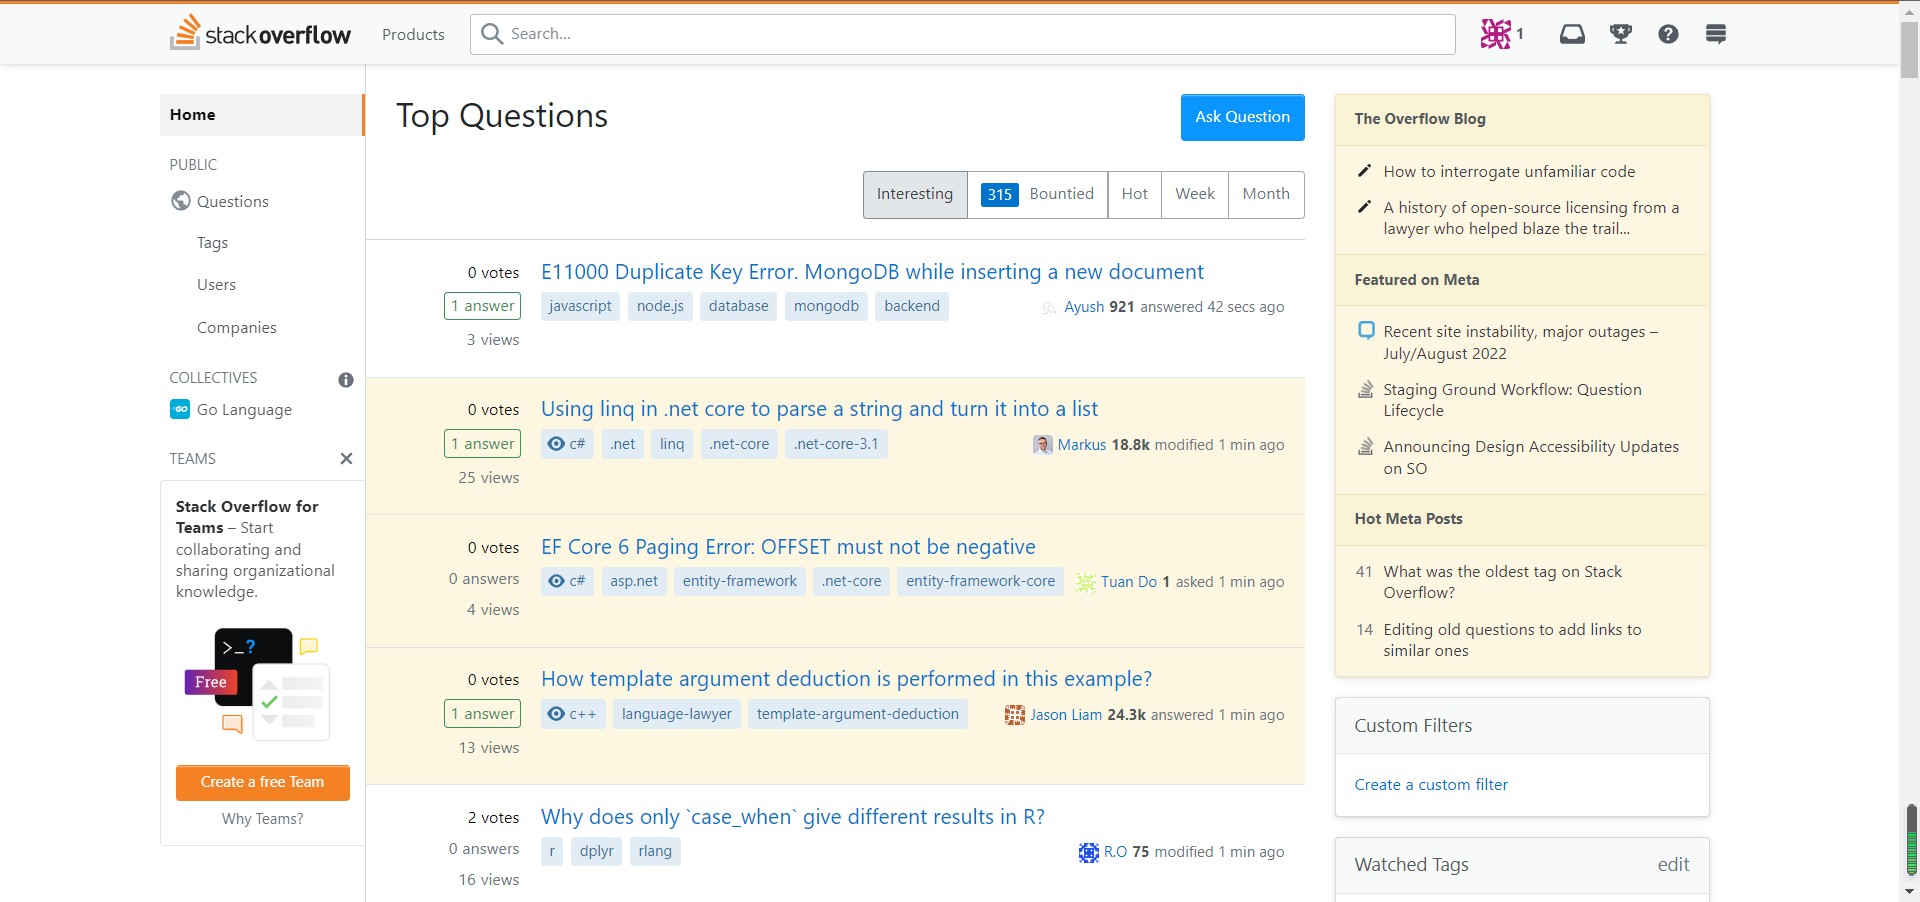 stack overflow
Products
Search...
1
Home
PUBLIC
Questions
Tags
Users
Companies
COLLECTIVES
GO Go Language
TEAMS
Stack Overflow for
Teams – Start
collaborating and
sharing organizational
knowledge.
>_?
Free
Create a free Team
Why Teams?
Top Questions
Ask Question
Interesting 315 Bountied Hot Week Month
0 votes
1 answer
3 views
E11000 Duplicate Key Error. MongoDB while inserting a new document
javascript node.js database mongodb backend
Ayush 921 answered 42 secs ago
0 votes
1 answer
25 views
Using linq in .net core to parse a string and turn it into a list
c# .net linq .net-core .net-core-3.1
Markus 18.8k modified 1 min ago
0 votes
0 answers
4 views
EF Core 6 Paging Error: OFFSET must not be negative
c# asp.net entity-framework .net-core entity-framework-core
Tuan Do 1 asked 1 min ago
0 votes
1 answer
13 views
How template argument deduction is performed in this example?
c++ language-lawyer template-argument-deduction
Jason Liam 24.3k answered 1 min ago
2 votes
0 answers
16 views
Why does only `case_when` give different results in R?
r dplyr rlang
R.O 75 modified 1 min ago
The Overflow Blog
How to interrogate unfamiliar code
A history of open-source licensing from a
lawyer who helped blaze the trail...
Featured on Meta
Recent site instability, major outages –
July/August 2022
Staging Ground Workflow: Question
Lifecycle
Announcing Design Accessibility Updates
on SO
Hot Meta Posts
41 What was the oldest tag on Stack
Overflow?
14 Editing old questions to add links to
similar ones
Custom Filters
Create a custom filter
Watched Tags edit